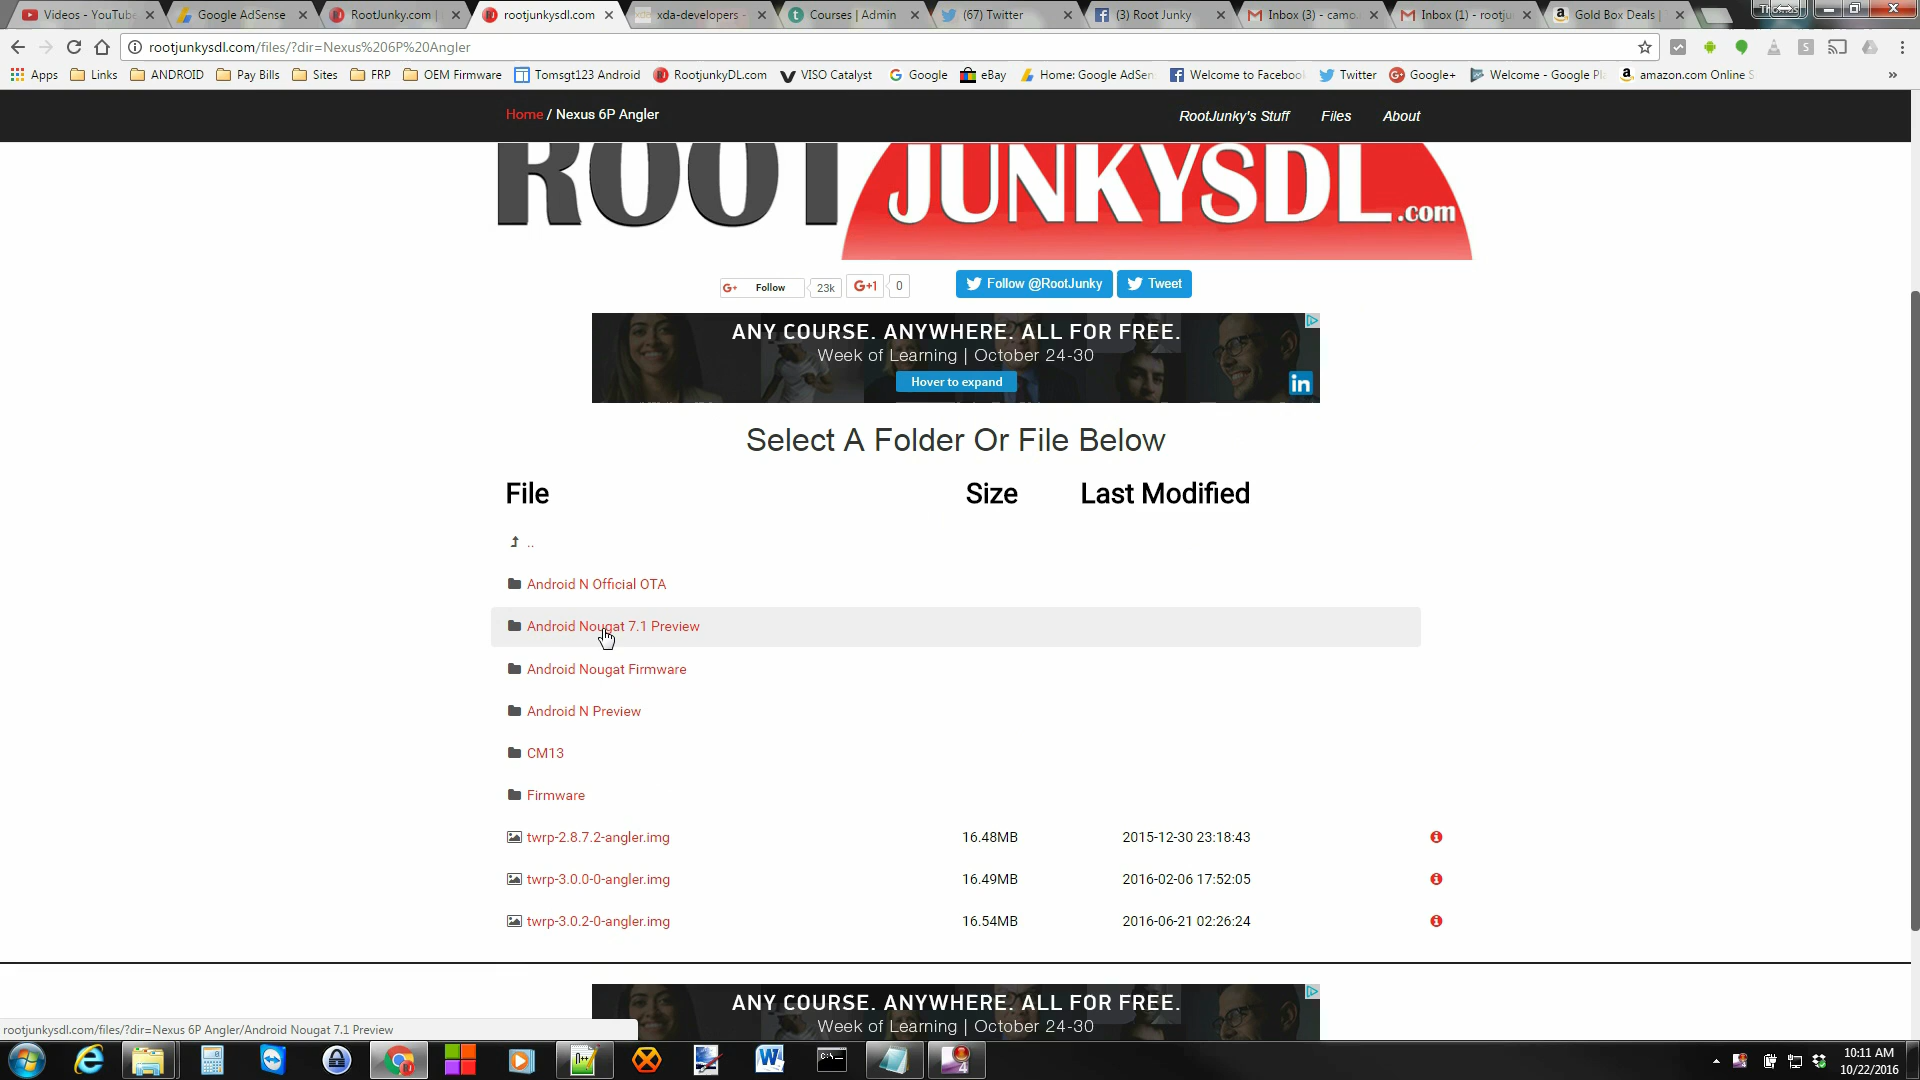 Videos - YouTube
Google AdSense
RootJunky.com |
rootjunkysdl.com
xda-developers -
Courses | Admin
(67) Twitter
(3) Root Junky
Inbox (3) - camo.
Inbox (1) - rootju
Gold Box Deals |
Thomas
rootjunkysdl.com/files/?dir=Nexus%206P%20Angler
Apps
Links
ANDROID
Pay Bills
Sites
FRP
OEM Firmware
Tomsgt123 Android
RootjunkyDL.com
VISO Catalyst
Google
eBay
Home: Google AdSen
Welcome to Facebook
Twitter
Google+
Welcome - Google Pl
amazon.com Online S
»
Home / Nexus 6P Angler
RootJunky's Stuff
Files
About
ROOT JUNKYSDL.com
G+ Follow
23k
G+1
0
Follow @RootJunky
Tweet
ANY COURSE. ANYWHERE. ALL FOR FREE.
Week of Learning | October 24-30
Hover to expand
in
Select A Folder Or File Below
File Size Last Modified
..
Android N Official OTA
Android Nougat 7.1 Preview
Android Nougat Firmware
Android N Preview
CM13
Firmware
twrp-2.8.7.2-angler.img 16.48MB 2015-12-30 23:18:43
twrp-3.0.0-0-angler.img 16.49MB 2016-02-06 17:52:05
twrp-3.0.2-0-angler.img 16.54MB 2016-06-21 02:26:24
ANY COURSE. ANYWHERE. ALL FOR FREE.
Week of Learning | October 24-30
rootjunkysdl.com/files/?dir=Nexus 6P Angler/Android Nougat 7.1 Preview
10:11 AM
10/22/2016